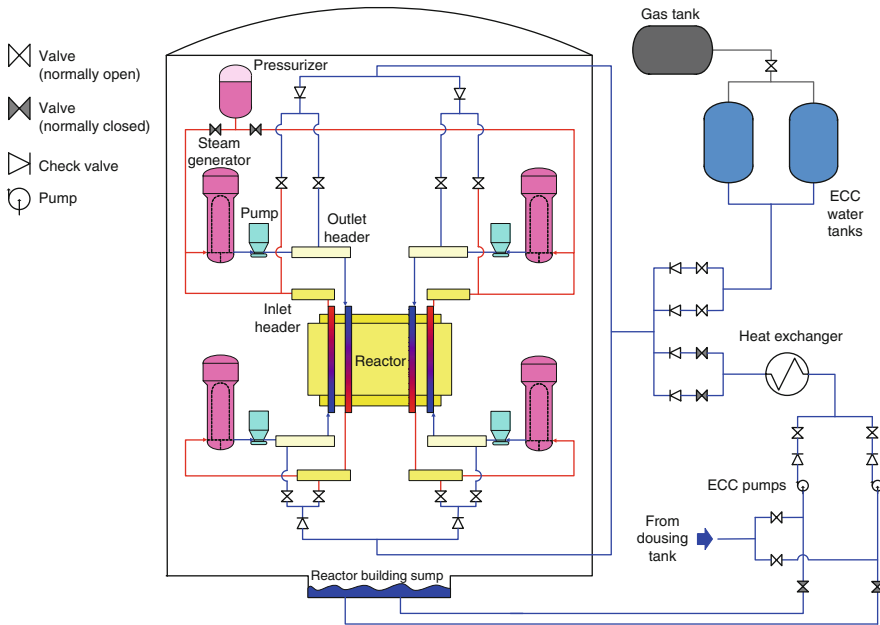 Valve
(normally open)
Valve
(normally closed)
Check valve
Pump
Pressurizer
Steam
generator
Pump
Outlet
header
Inlet
header
Reactor
Reactor building sump
Gas tank
ECC
water
tanks
Heat exchanger
ECC pumps
From
dousing
tank